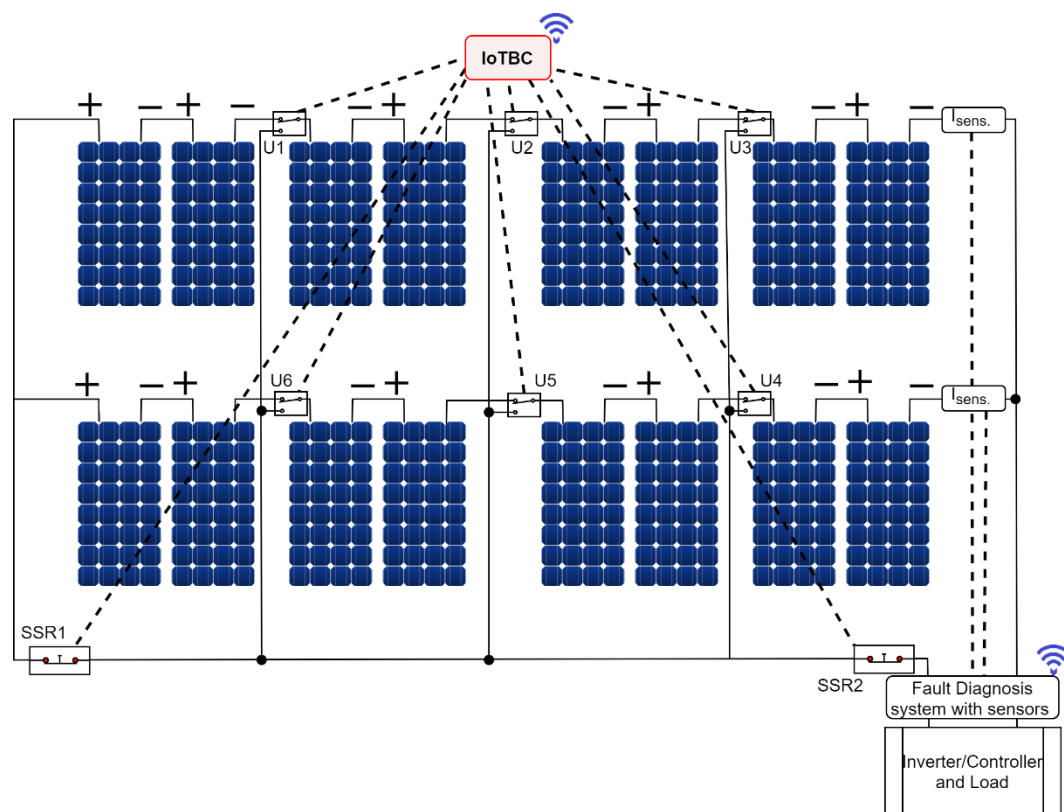 IoTBC
+ − + − − + − + − + −
Isens.
U1
U2
U3
+ − + − + − + − + −
U6
U5
U4
Isens.
SSR1
SSR2
Fault Diagnosis
system with sensors
Inverter/Controller
and Load